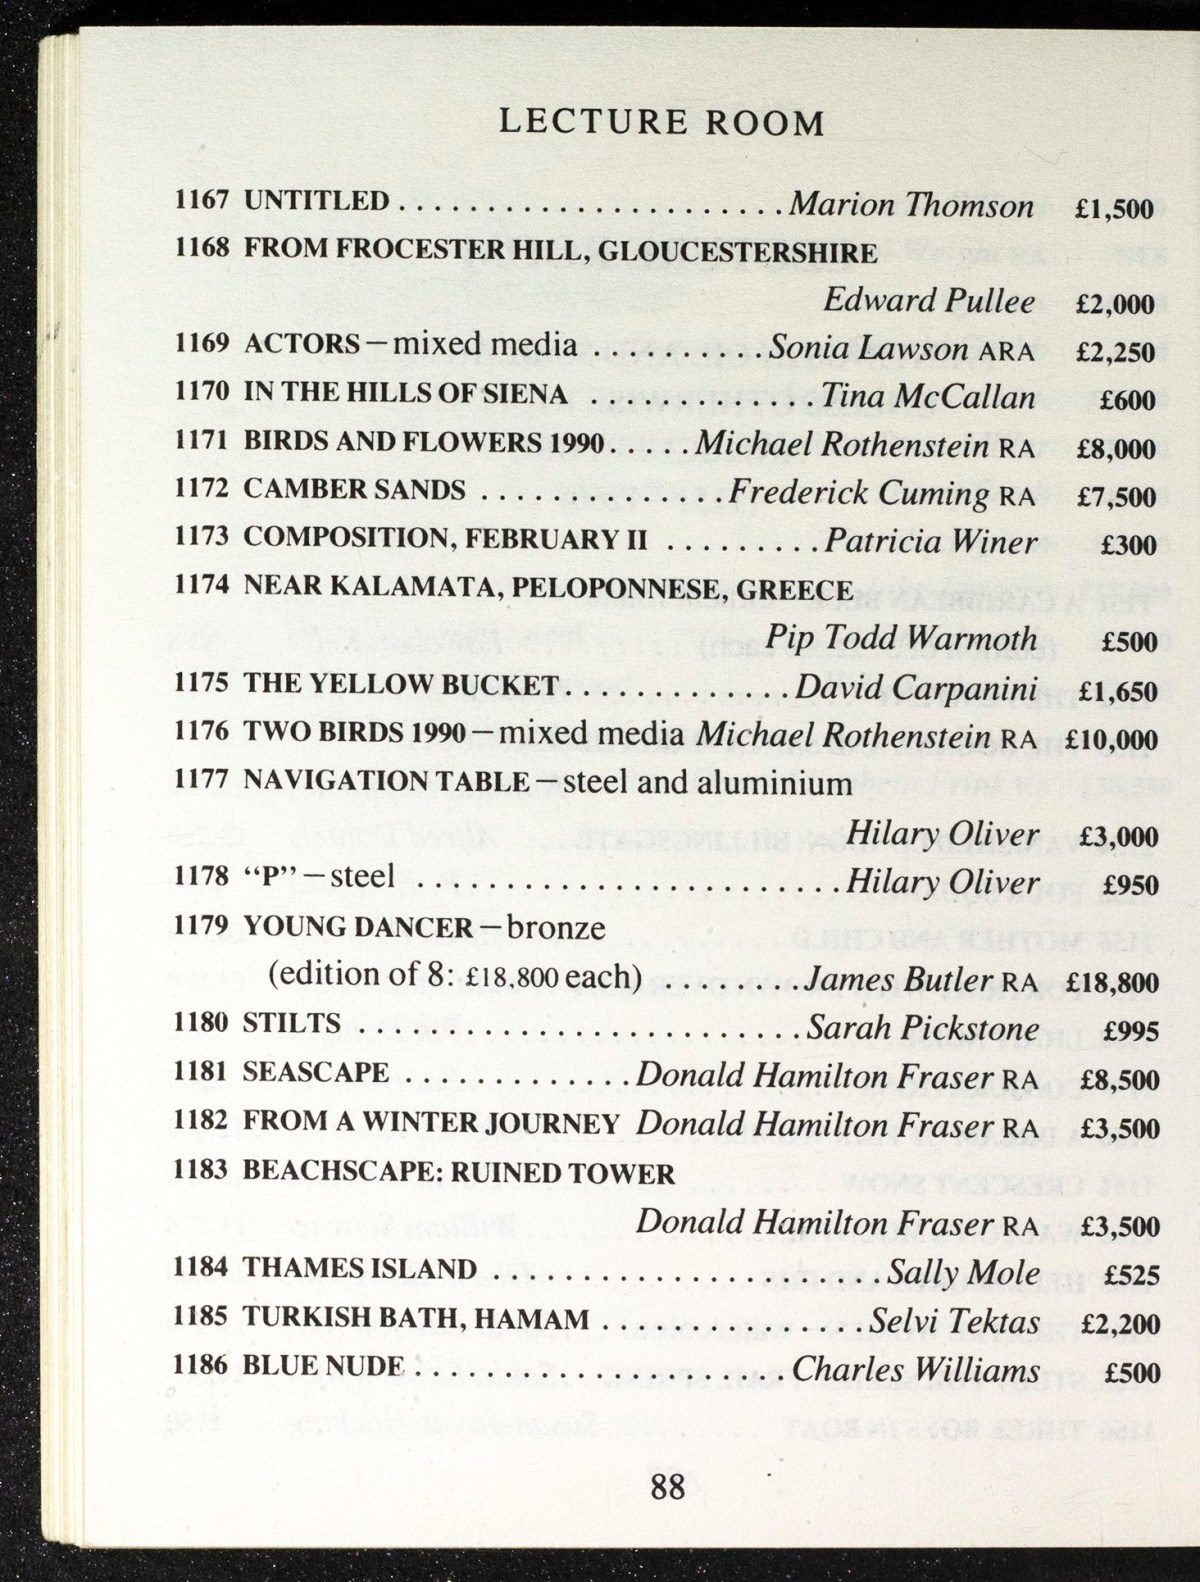 LECTURE ROOM
1167 UNTITLED ....................... Marion Thomson £1,500
1168 FROM FROCESTER HILL, GLOUCESTERSHIRE
Edward Pullee £2,000
1169 ACTORS — mixed media .......... Sonia Lawson ARA £2,250
1170 IN THE HILLS OF SIENA ............. Tina McCallan £600
1171 BIRDS AND FLOWERS 1990 ..... Michael Rothenstein RA £8,000
1172 CAMBER SANDS .............. Frederick Cuming RA £7,500
1173 COMPOSITION, FEBRUARY II ......... Patricia Winer £300
1174 NEAR KALAMATA, PELOPONNESE, GREECE
Pip Todd Warmoth £500
1175 THE YELLOW BUCKET ............. David Carpanini £1,650
1176 TWO BIRDS 1990 — mixed media Michael Rothenstein RA £10,000
1177 NAVIGATION TABLE — steel and aluminium
Hilary Oliver £3,000
1178 “P” — steel ......................... Hilary Oliver £950
1179 YOUNG DANCER — bronze
(edition of 8: £18,800 each) ........ James Butler RA £18,800
1180 STILTS .......................... Sarah Pickstone £995
1181 SEASCAPE ............. Donald Hamilton Fraser RA £8,500
1182 FROM A WINTER JOURNEY Donald Hamilton Fraser RA £3,500
1183 BEACHSCAPE: RUINED TOWER
Donald Hamilton Fraser RA £3,500
1184 THAMES ISLAND ....................... Sally Mole £525
1185 TURKISH BATH, HAMAM ................ Selvi Tektas £2,200
1186 BLUE NUDE ...................... Charles Williams £500
88